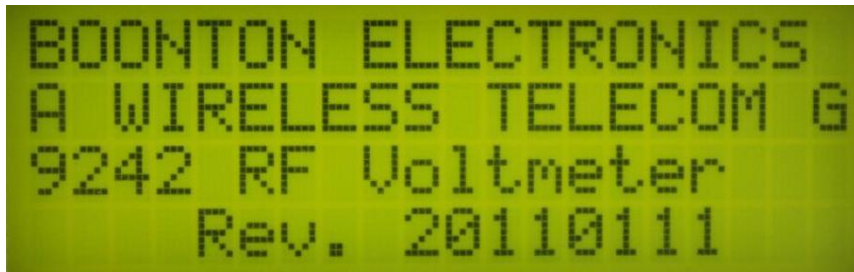 BOONTON ELECTRONICS
A WIRELESS TELECOM G
9242 RF Voltmeter
Rev. 20110111